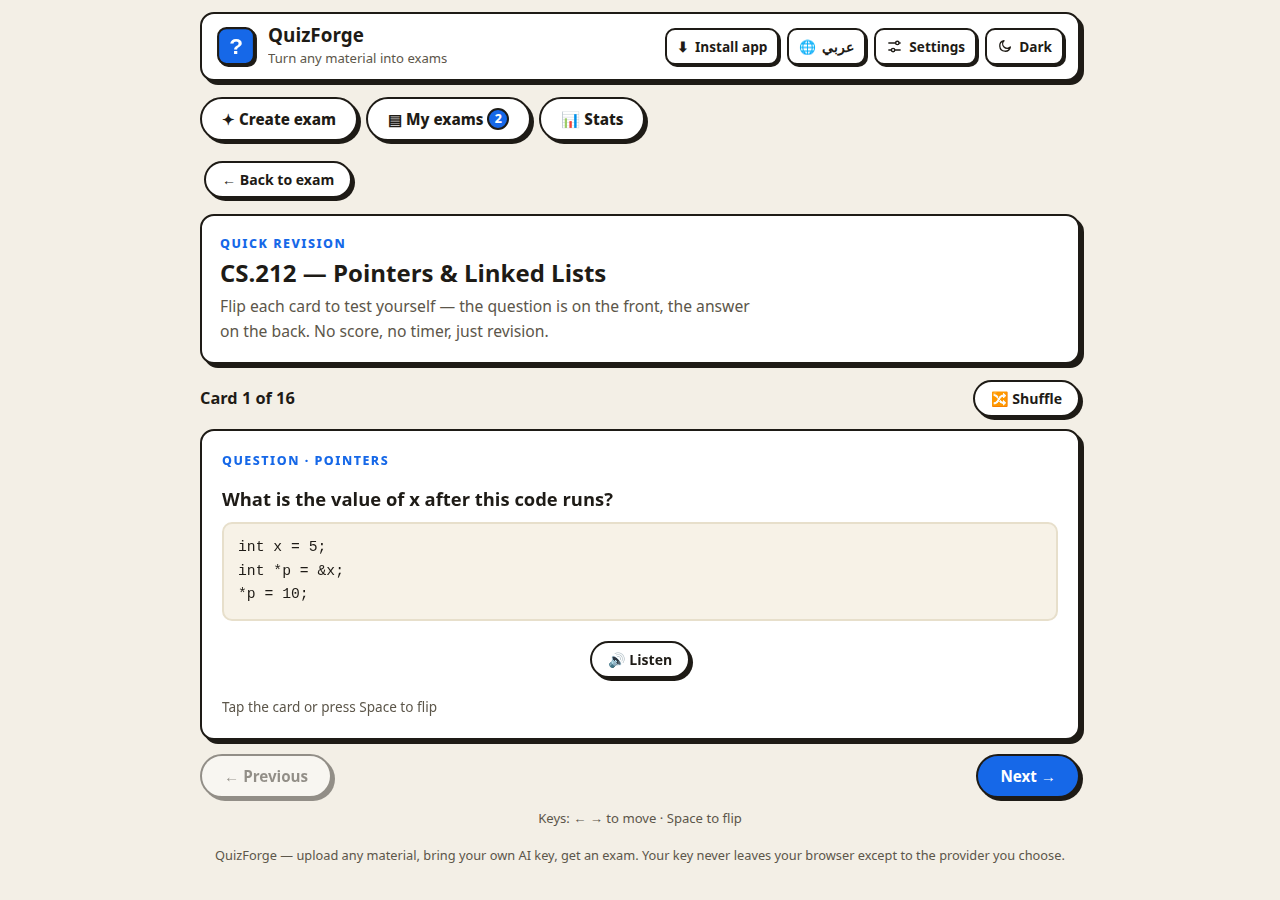 ?
QuizForge
Turn any material into exams
⬇ Install app
🌐 عربي
Settings
Dark
✦ Create exam
▤ My exams 2
📊 Stats
← Back to exam
QUICK REVISION
CS.212 — Pointers & Linked Lists
Flip each card to test yourself — the question is on the front, the answer
on the back. No score, no timer, just revision.
Card 1 of 16
🔀 Shuffle
QUESTION · POINTERS
What is the value of x after this code runs?
int x = 5;
int *p = &x;
*p = 10;
🔊 Listen
Tap the card or press Space to flip
← Previous
Next →
Keys: ← → to move · Space to flip
QuizForge — upload any material, bring your own AI key, get an exam. Your key never leaves your browser except to the provider you choose.